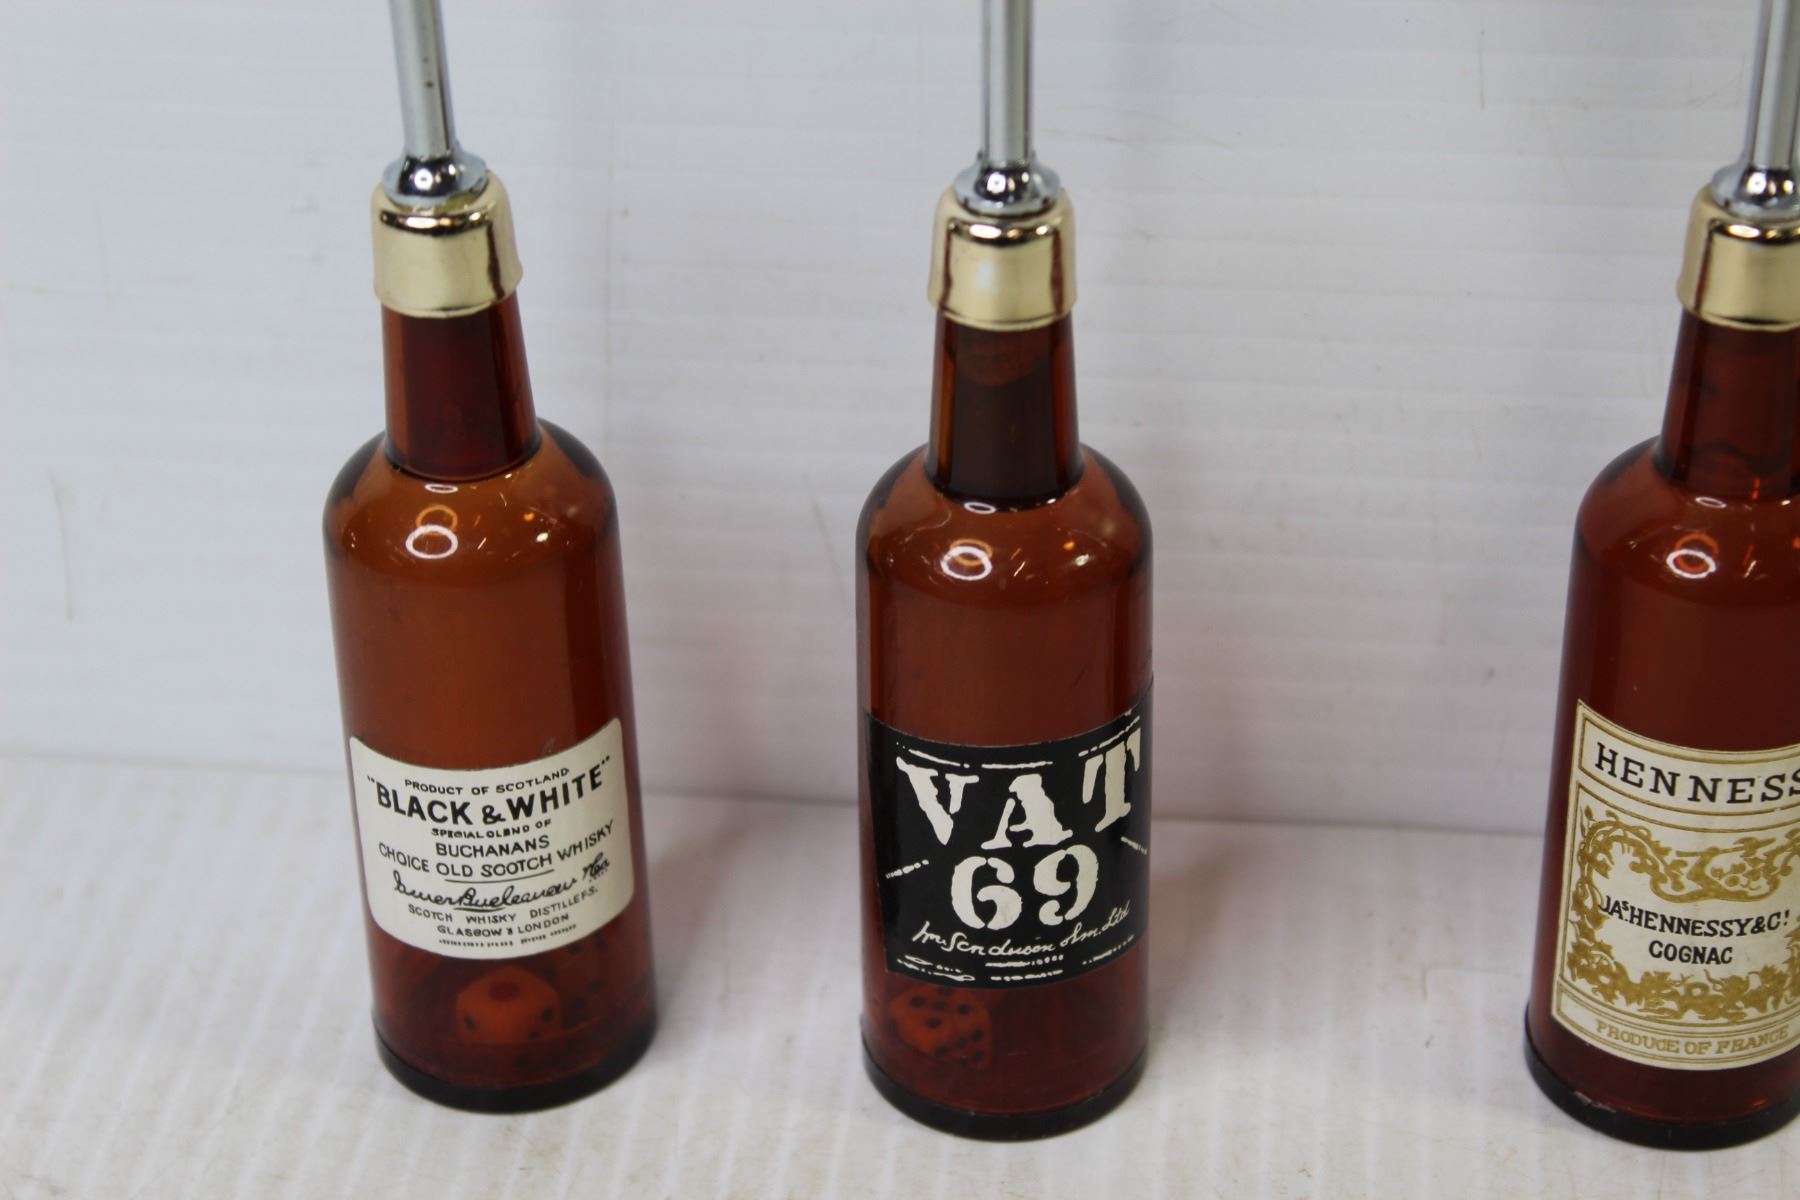 PRODUCT OF SCOTLAND
"BLACK & WHITE"
SPECIAL BLEND OF
BUCHANANS
CHOICE OLD SCOTCH WHISKY
SCOTCH WHISKY DISTILLERS.
GLASGOW & LONDON
VAT
69
HENNESS
JAS. HENNESSY & Co.
COGNAC
PRODUCE OF FRANCE